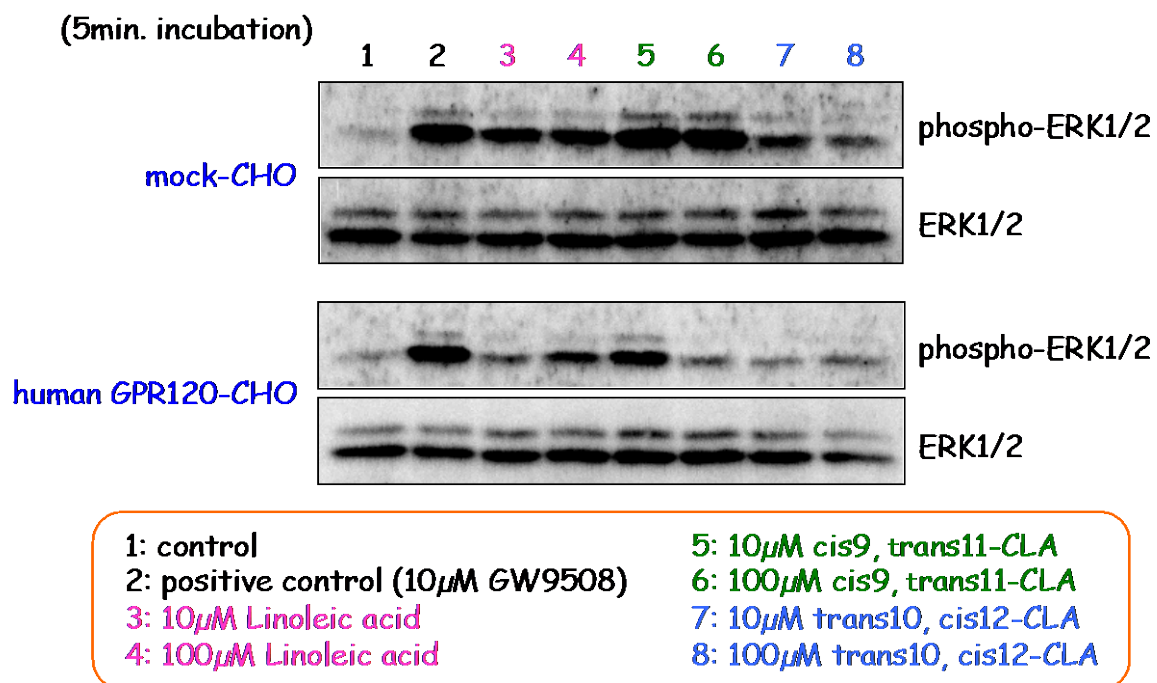 (5min. incubation)
1 2 3 4 5 6 7 8
phospho-ERK1/2
mock-CHO
ERK1/2
phospho-ERK1/2
human GPR120-CHO
ERK1/2
1: control
2: positive control (10µM GW9508)
3: 10µM Linoleic acid
4: 100µM Linoleic acid
5: 10µM cis9, trans11-CLA
6: 100µM cis9, trans11-CLA
7: 10µM trans10, cis12-CLA
8: 100µM trans10, cis12-CLA